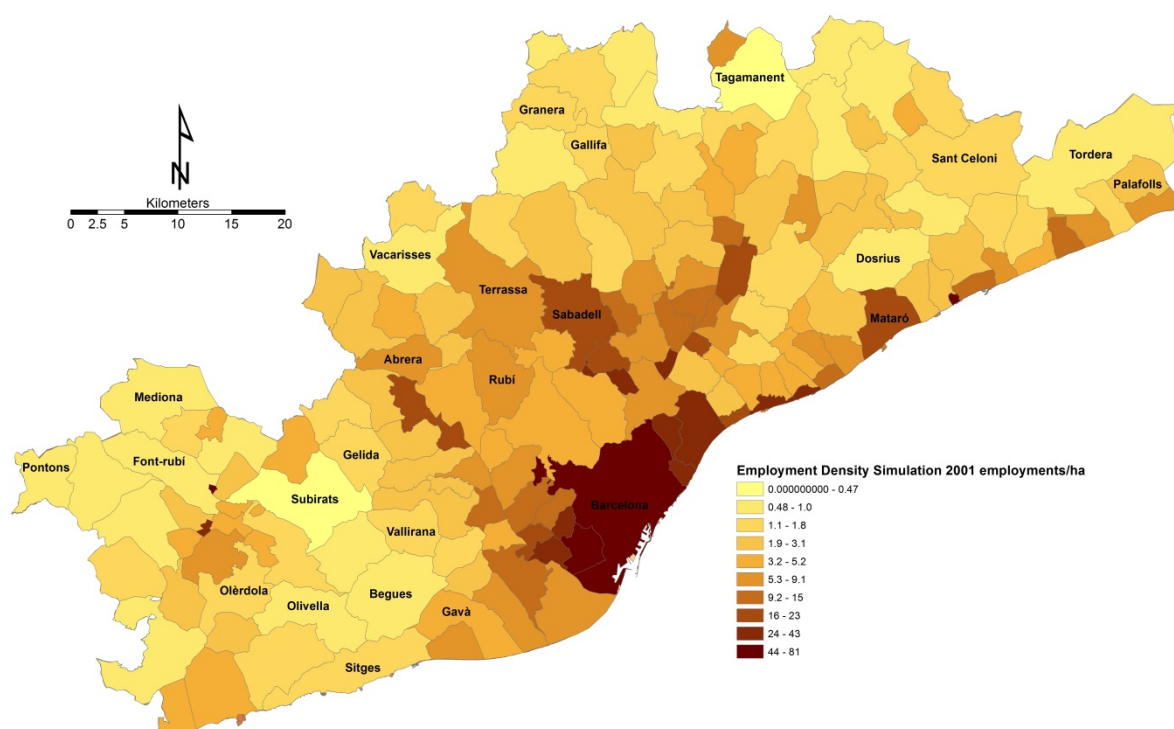 Tagamanent
Granera
Gallifa
Sant Celoni
Tordera
Palafolls
N
Kilometers
0 2.5 5 10 15 20
Vacarisses
Dosrius
Terrassa
Sabadell
Mataró
Abrera
Rubí
Mediona
Gelida
Font-rubí
Pontons
Subirats
Barcelona
Vallirana
Olèrdola
Begues
Olivella
Gavà
Sitges
Employment Density Simulation 2001 employments/ha
0.000000000 - 0.47
0.48 - 1.0
1.1 - 1.8
1.9 - 3.1
3.2 - 5.2
5.3 - 9.1
9.2 - 15
16 - 23
24 - 43
44 - 81